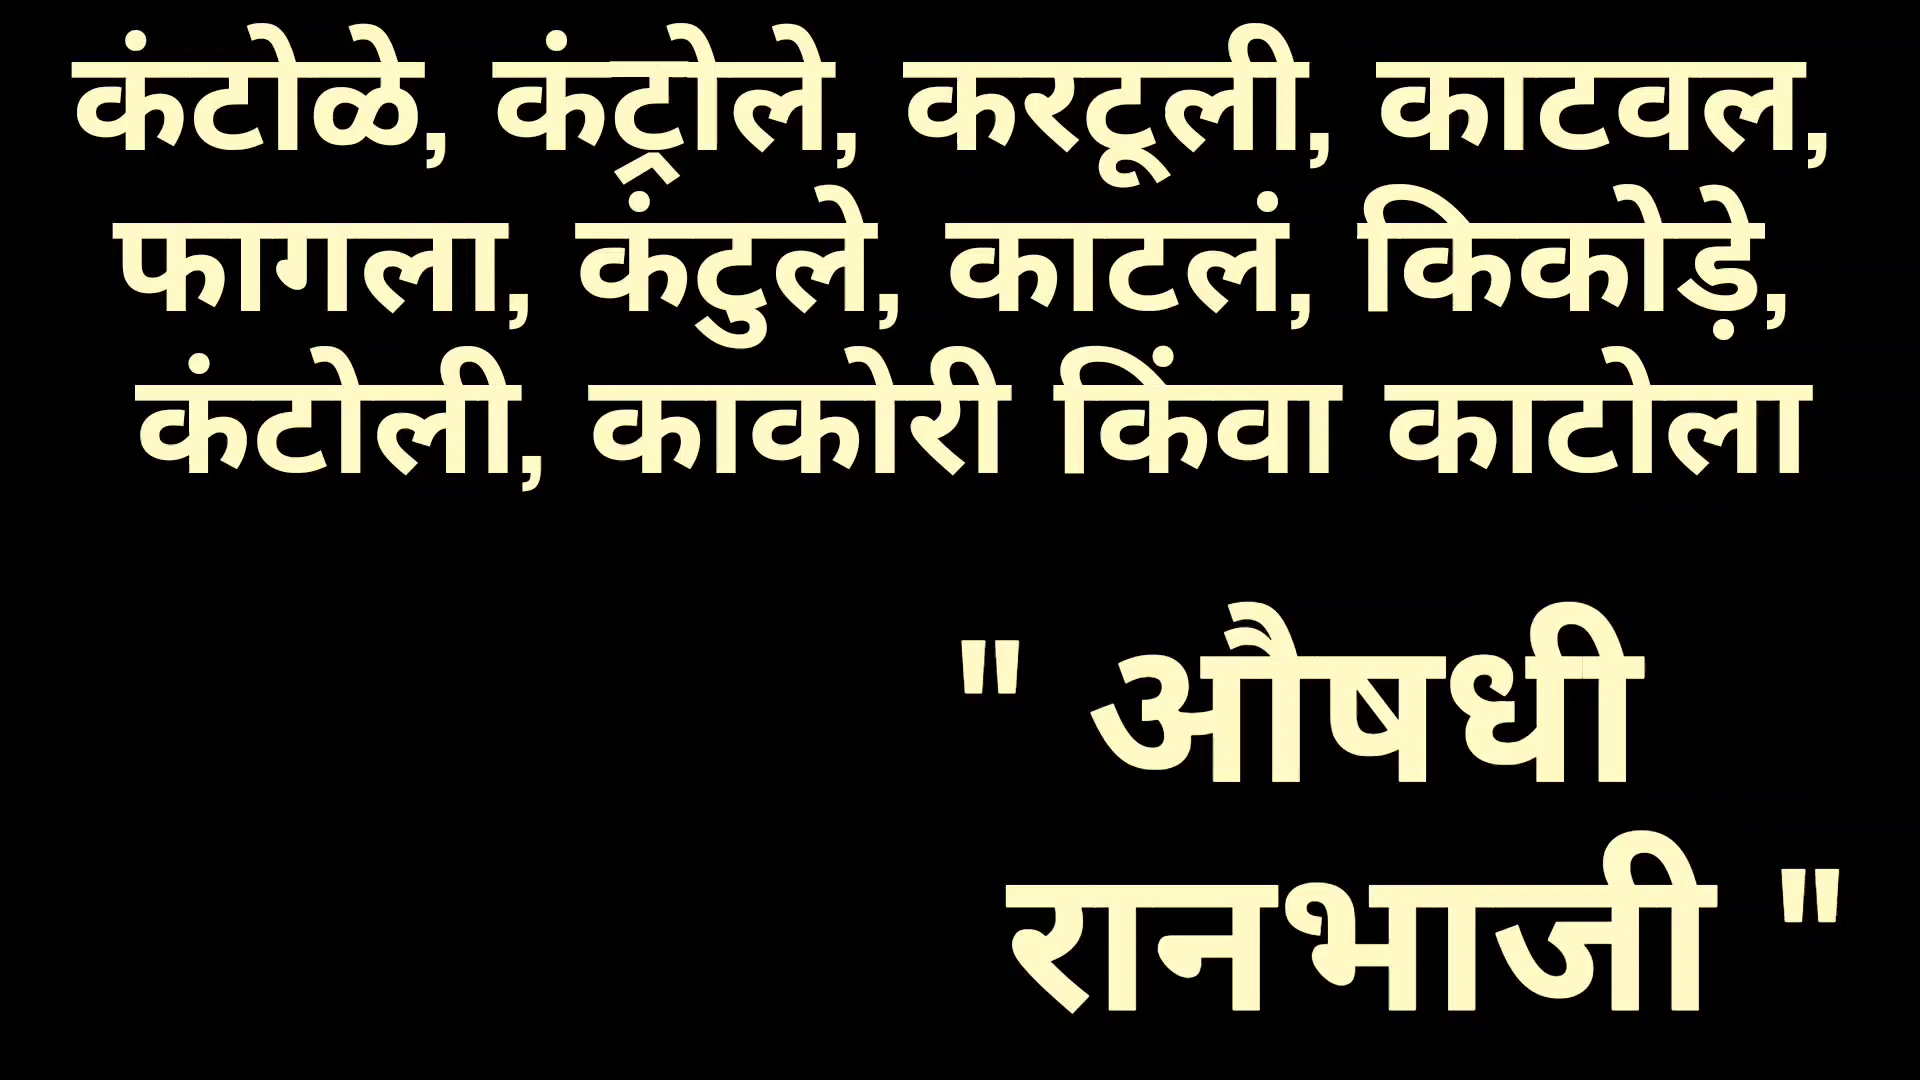 कंटोळे, कंट्रोले, करटूली, काटवल,
फागला, कंटुले, काटलं, किकोड़े,
कंटोली, काकोरी किंवा काटोला
" औषधी
रानभाजी "